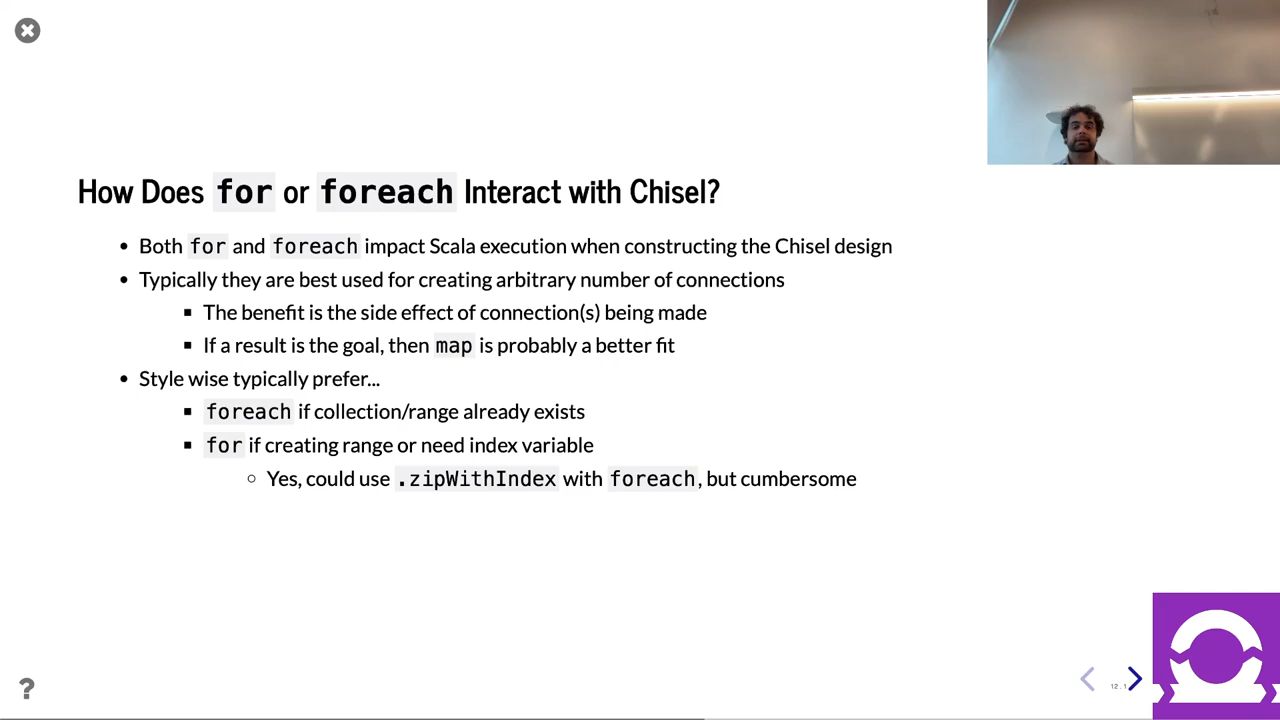 How Does for or foreach Interact with Chisel?
Both for and foreach impact Scala execution when constructing the Chisel design
Typically they are best used for creating arbitrary number of connections
The benefit is the side effect of connection(s) being made
If a result is the goal, then map is probably a better fit
Style wise typically prefer...
foreach if collection/range already exists
for if creating range or need index variable
Yes, could use .zipWithIndex with foreach, but cumbersome
?
12.1